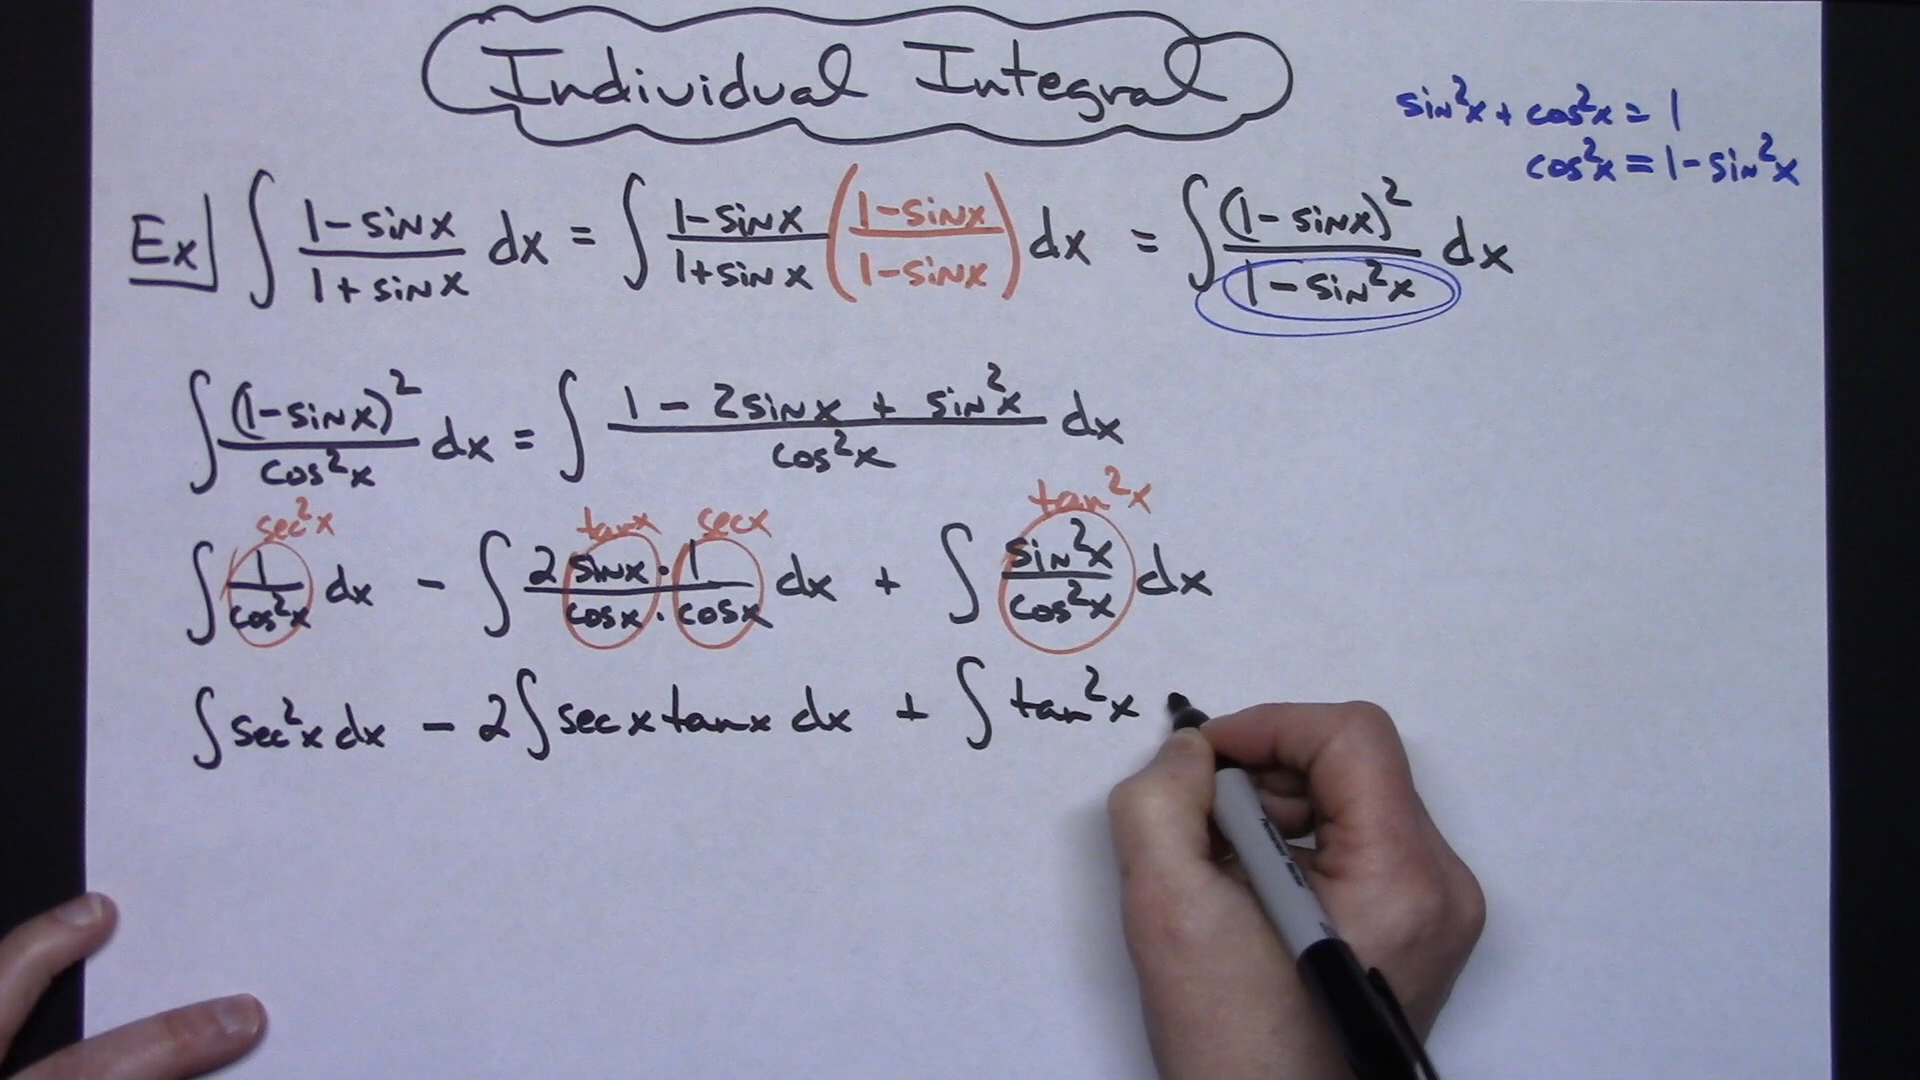 Individual Integral
sin²x + cos²x = 1
cos²x = 1 - sin²x
Ex ∫ (1 - sin x)/(1 + sin x) dx = ∫ (1 - sin x)/(1 + sin x) ((1 - sin x)/(1 - sin x)) dx = ∫ (1 - sin x)²/(1 - sin²x) dx
∫ (1 - sin x)²/cos²x dx = ∫ (1 - 2 sin x + sin²x)/cos²x dx
sec²x tan x sec x tan²x
∫ 1/cos²x dx - ∫ (2 sin x · 1)/(cos x · cos x) dx + ∫ sin²x/cos²x dx
∫ sec²x dx - 2 ∫ sec x tan x dx + ∫ tan²x